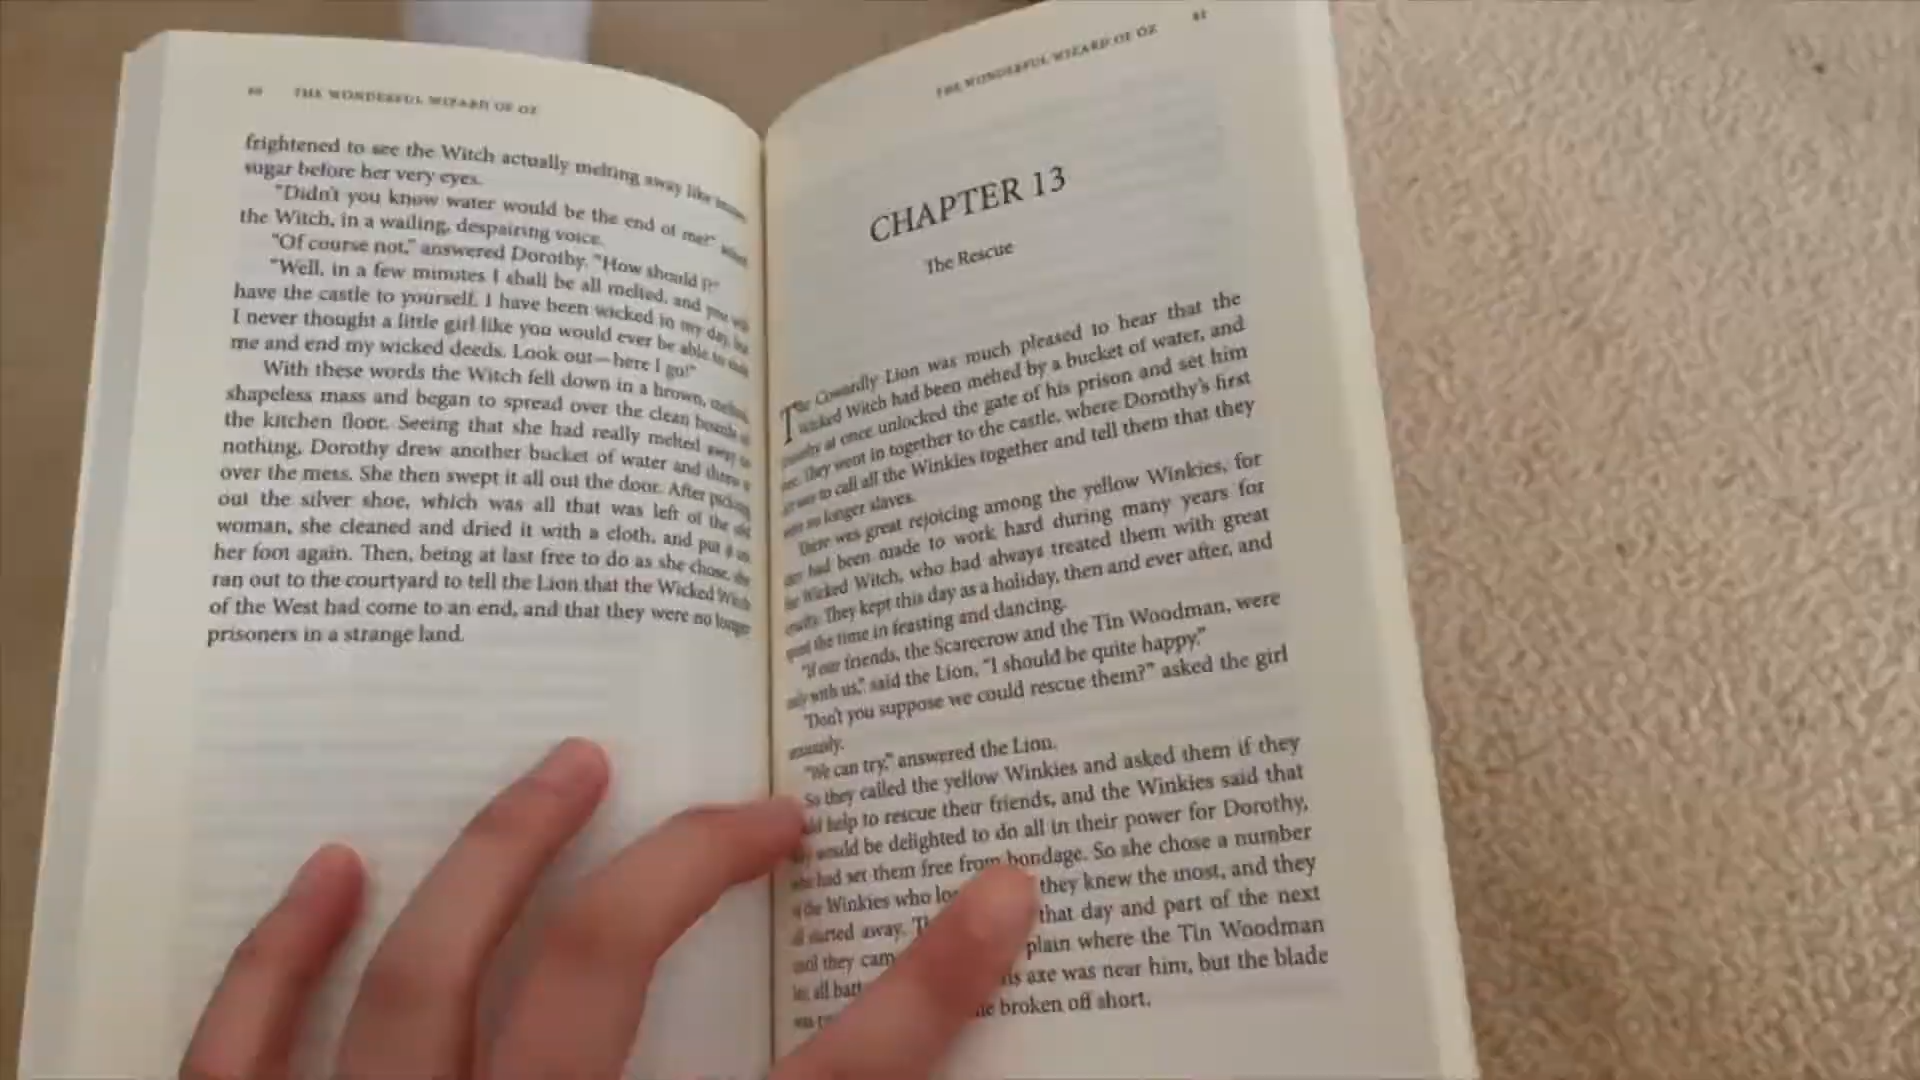 THE WONDERFUL WIZARD OF OZ
frightened to see the Witch actually melting away like
sugar before her very eyes.
"Didn't you know water would be the end of me?"
the Witch, in a wailing, despairing voice.
"Of course not," answered Dorothy. "How should I?"
"Well, in a few minutes I shall be all melted, and you will
have the castle to yourself. I have been wicked in my day, but
I never thought a little girl like you would ever be able to
me and end my wicked deeds. Look out—here I go!"
With these words the Witch fell down in a brown, melted,
shapeless mass and began to spread over the clean boards of
the kitchen floor. Seeing that she had really melted away to
nothing, Dorothy drew another bucket of water and threw it
over the mess. She then swept it all out the door. After picking
out the silver shoe, which was all that was left of the old
woman, she cleaned and dried it with a cloth, and put it on
her foot again. Then, being at last free to do as she chose, she
ran out to the courtyard to tell the Lion that the Wicked Witch
of the West had come to an end, and that they were no longer
prisoners in a strange land.
THE WONDERFUL WIZARD OF OZ
CHAPTER 13
The Rescue
The Cowardly Lion was much pleased to hear that the
Wicked Witch had been melted by a bucket of water, and
at once unlocked the gate of his prison and set him
They went in together to the castle, where Dorothy's first
was to call all the Winkies together and tell them that they
were no longer slaves.
There was great rejoicing among the yellow Winkies, for
they had been made to work hard during many years for
the Wicked Witch, who had always treated them with great
cruelty. They kept this day as a holiday, then and ever after, and
spent the time in feasting and dancing.
"If our friends, the Scarecrow and the Tin Woodman, were
only with us," said the Lion, "I should be quite happy."
"Don't you suppose we could rescue them?" asked the girl
anxiously.
"We can try," answered the Lion.
So they called the yellow Winkies and asked them if they
help to rescue their friends, and the Winkies said that
would be delighted to do all in their power for Dorothy,
who had set them free from bondage. So she chose a number
of the Winkies who they knew the most, and they
all started away. that day and part of the next
they plain where the Tin Woodman
all axe was near him, but the blade
broken off short.